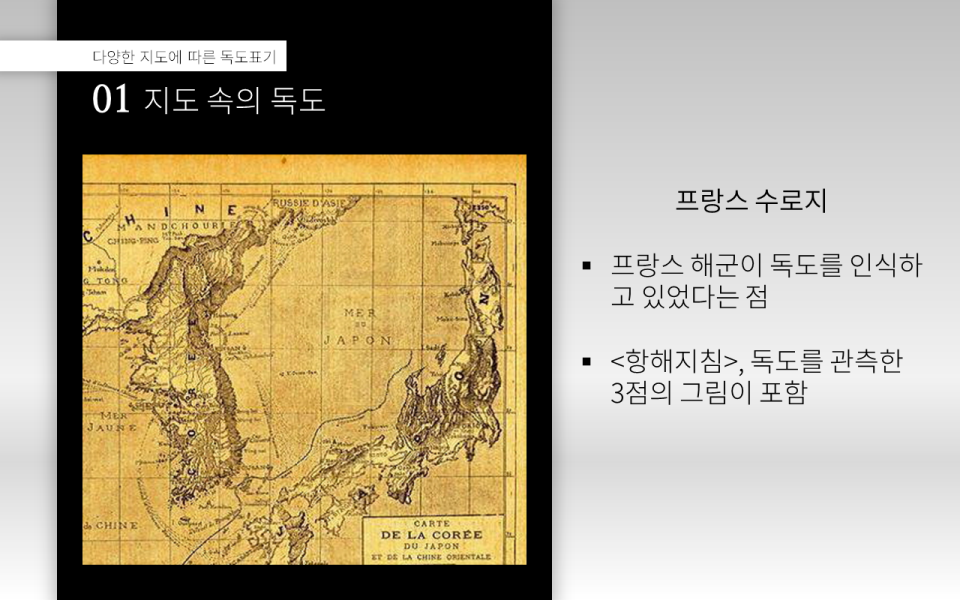 다양한 지도에 따른 독도표기
01 지도 속의 독도
프랑스 수로지
▪ 프랑스 해군이 독도를 인식하
고 있었다는 점
▪ <항해지침>, 독도를 관측한
3점의 그림이 포함
RUSSIE D'ASIE
CHINE
MANDCHOURIE
MER
DU
JAPON
MER
JAUNE
de CHINE
CARTE
DE LA CORÉE
DU JAPON
ET DE LA CHINE ORIENTALE